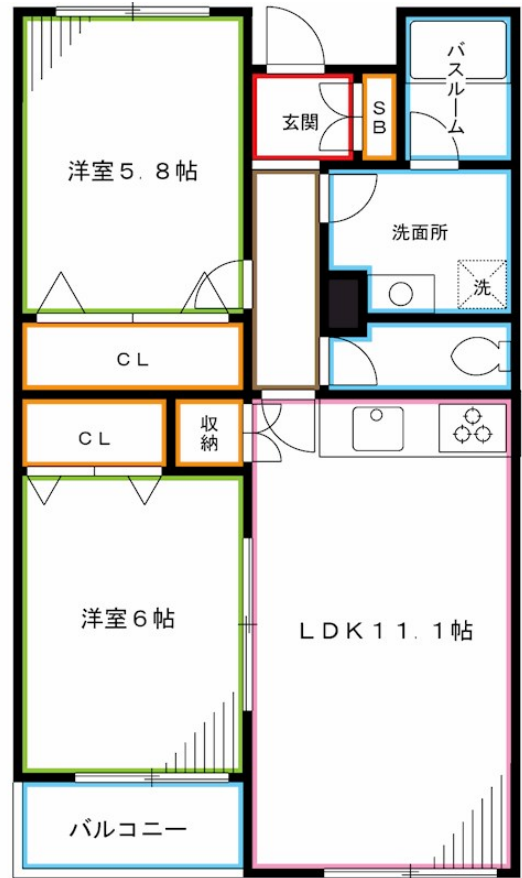 バスルーム
玄関
SB
洋室5.8帖
洗面所
洗
CL
CL
収納
洋室6帖
LDK11.1帖
バルコニー